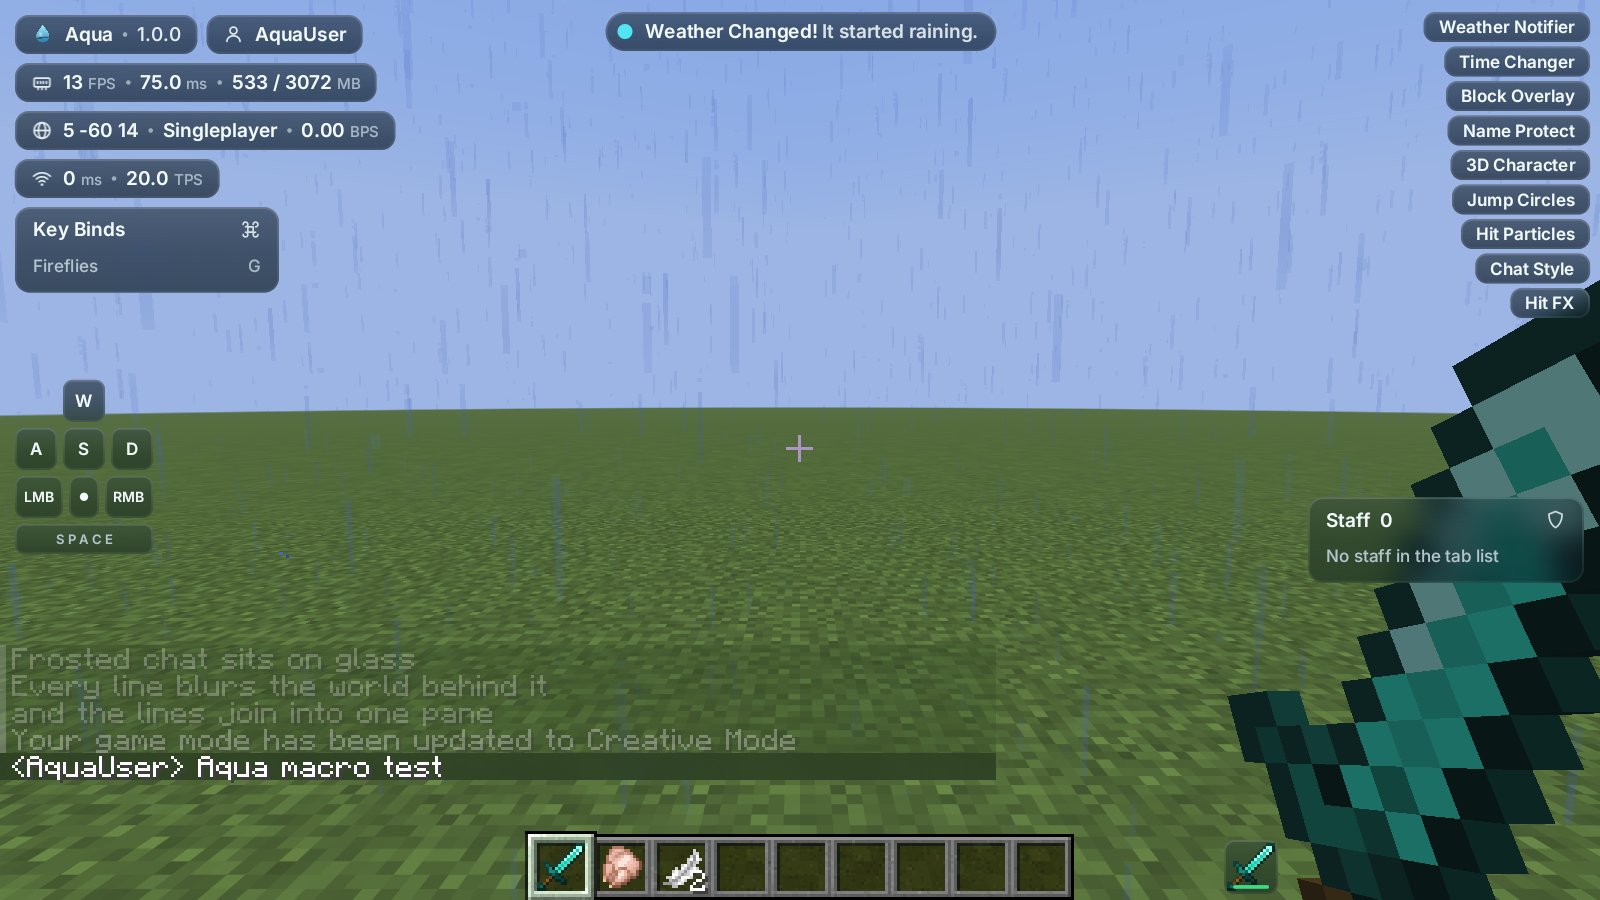 Aqua • 1.0.0
AquaUser
Weather Changed! It started raining.
13 FPS • 75.0 ms • 533 / 3072 MB
5 -60 14 • Singleplayer • 0.00 BPS
0 ms • 20.0 TPS
Key Binds
Fireflies G
Weather Notifier
Time Changer
Block Overlay
Name Protect
3D Character
Jump Circles
Hit Particles
Chat Style
Hit FX
W
A S D
LMB RMB
SPACE
Staff 0
No staff in the tab list
Frosted chat sits on glass
Every line blurs the world behind it
and the lines join into one pane
Your game mode has been updated to Creative Mode
<AquaUser> Aqua macro test
2